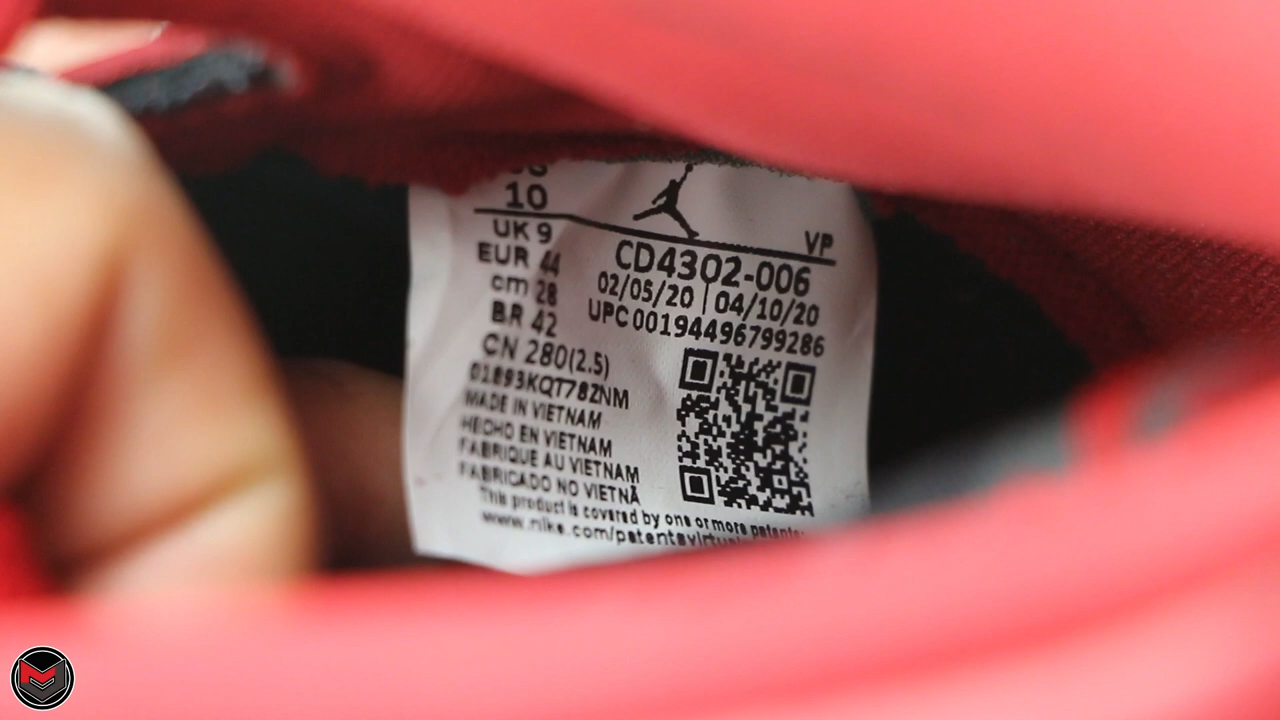 10
UK 9
EUR 44
cm 28
BR 42
CN 280(2.5)
01893KQT78ZNM
MADE IN VIETNAM
HECHO EN VIETNAM
FABRIQUE AU VIETNAM
FABRICADO NO VIETNÃ
VP
CD4302-006
02/05/20 | 04/10/20
UPC 00194496799286
This product is covered by one or more patents
www.nike.com/patentsvirtual